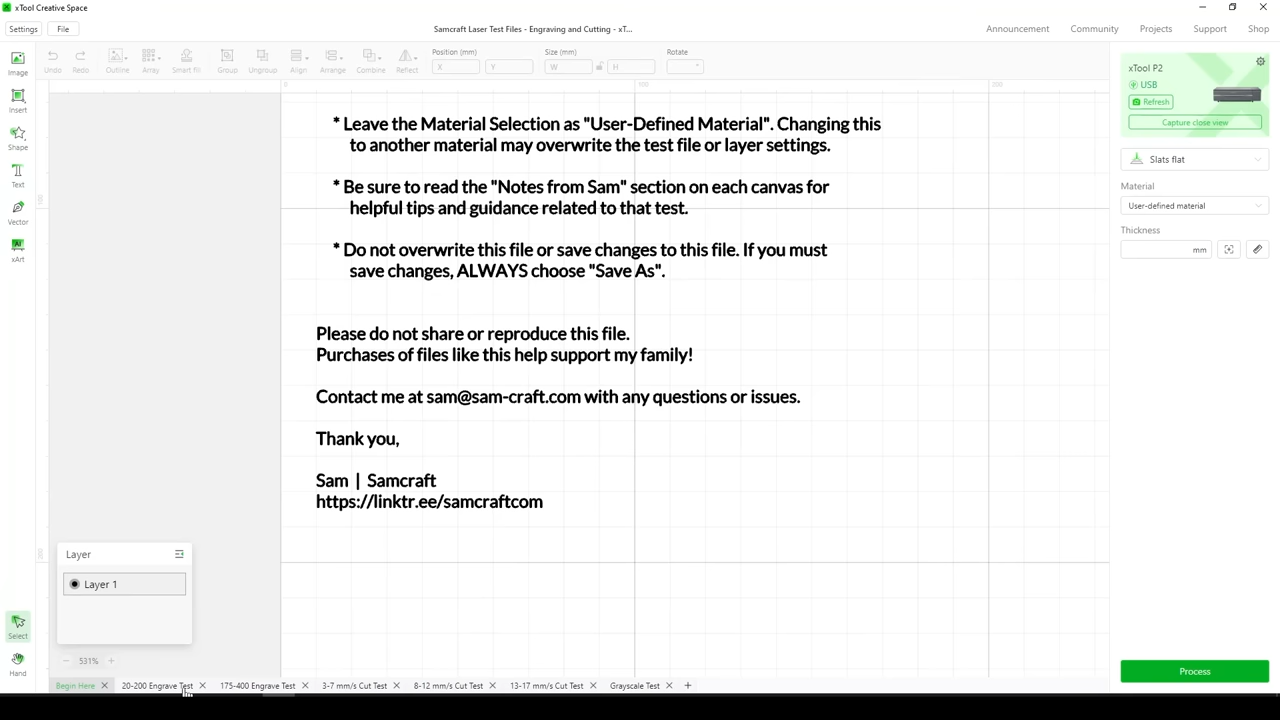 xTool Creative Space
Settings
File
Samcraft Laser Test Files - Engraving and Cutting - xT...
Announcement
Community
Projects
Support
Shop
Image
Insert
Shape
Text
Vector
AI
xArt
Select
Hand
Undo
Redo
Outline
Array
Smart Fill
Group
Ungroup
Align
Arrange
Combine
Reflect
Position (mm)
X
Y
Size (mm)
W
H
Rotate
°
0
100
200
* Leave the Material Selection as "User-Defined Material". Changing this
to another material may overwrite the test file or layer settings.
* Be sure to read the "Notes from Sam" section on each canvas for
helpful tips and guidance related to that test.
* Do not overwrite this file or save changes to this file. If you must
save changes, ALWAYS choose "Save As".
Please do not share or reproduce this file.
Purchases of files like this help support my family!
Contact me at sam@sam-craft.com with any questions or issues.
Thank you,
Sam | Samcraft
https://linktr.ee/samcraftcom
Layer
Layer 1
531%
Begin Here
20-200 Engrave Test
175-400 Engrave Test
3-7 mm/s Cut Test
8-12 mm/s Cut Test
13-17 mm/s Cut Test
Grayscale Test
xTool P2
USB
Refresh
Capture close view
Slats flat
Material
User-defined material
Thickness
mm
Process